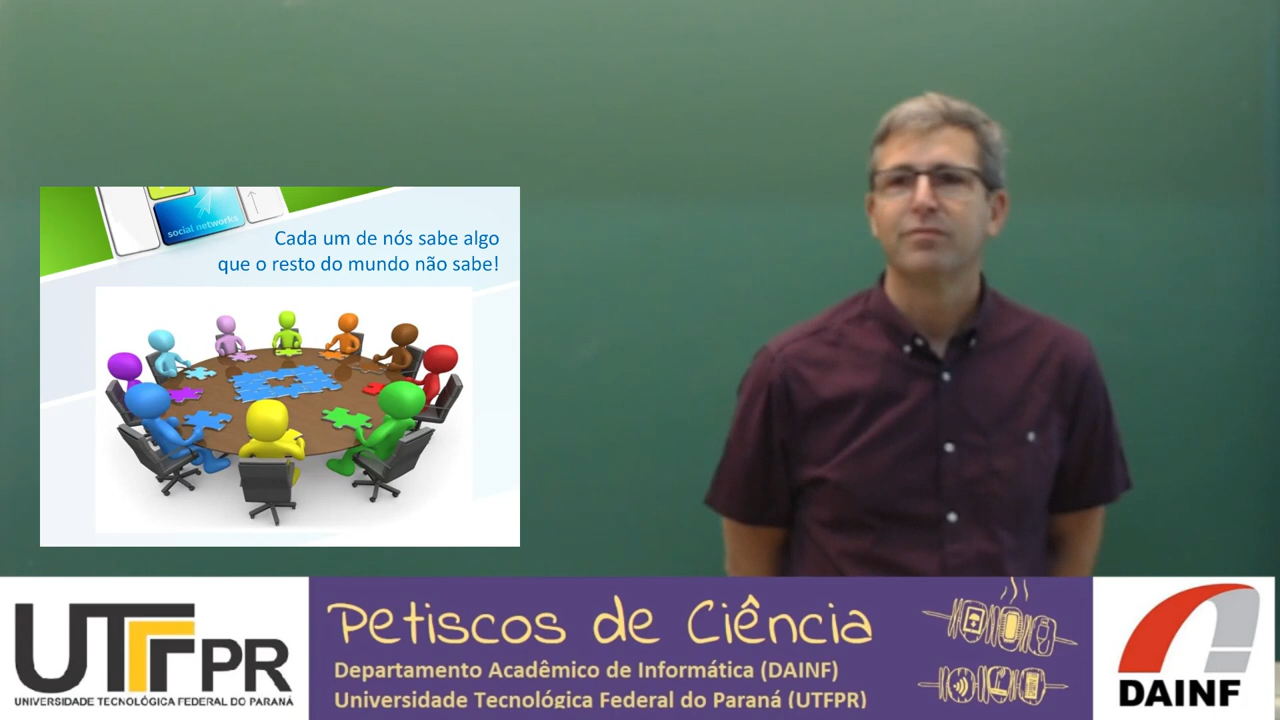 social networks
Cada um de nós sabe algo
que o resto do mundo não sabe!
UTFPR
UNIVERSIDADE TECNOLÓGICA FEDERAL DO PARANÁ
Petiscos de Ciência
Departamento Acadêmico de Informática (DAINF)
Universidade Tecnológica Federal do Paraná (UTFPR)
DAINF